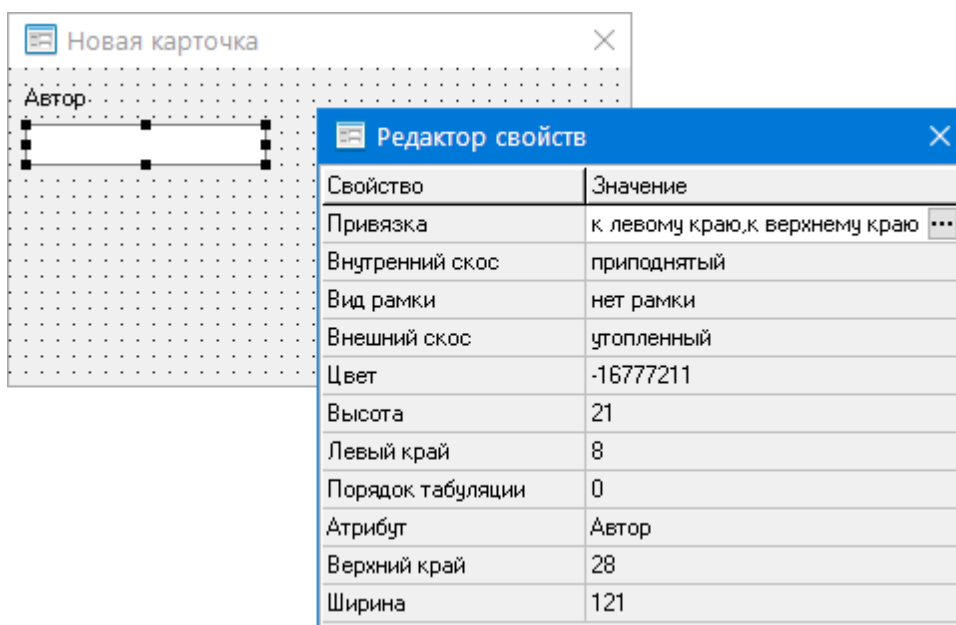 Новая карточка
Автор
Редактор свойств
Свойство Значение
Привязка к левому краю,к верхнему краю ...
Внутренний скос приподнятый
Вид рамки нет рамки
Внешний скос утопленный
Цвет -16777211
Высота 21
Левый край 8
Порядок табуляции 0
Атрибут Автор
Верхний край 28
Ширина 121